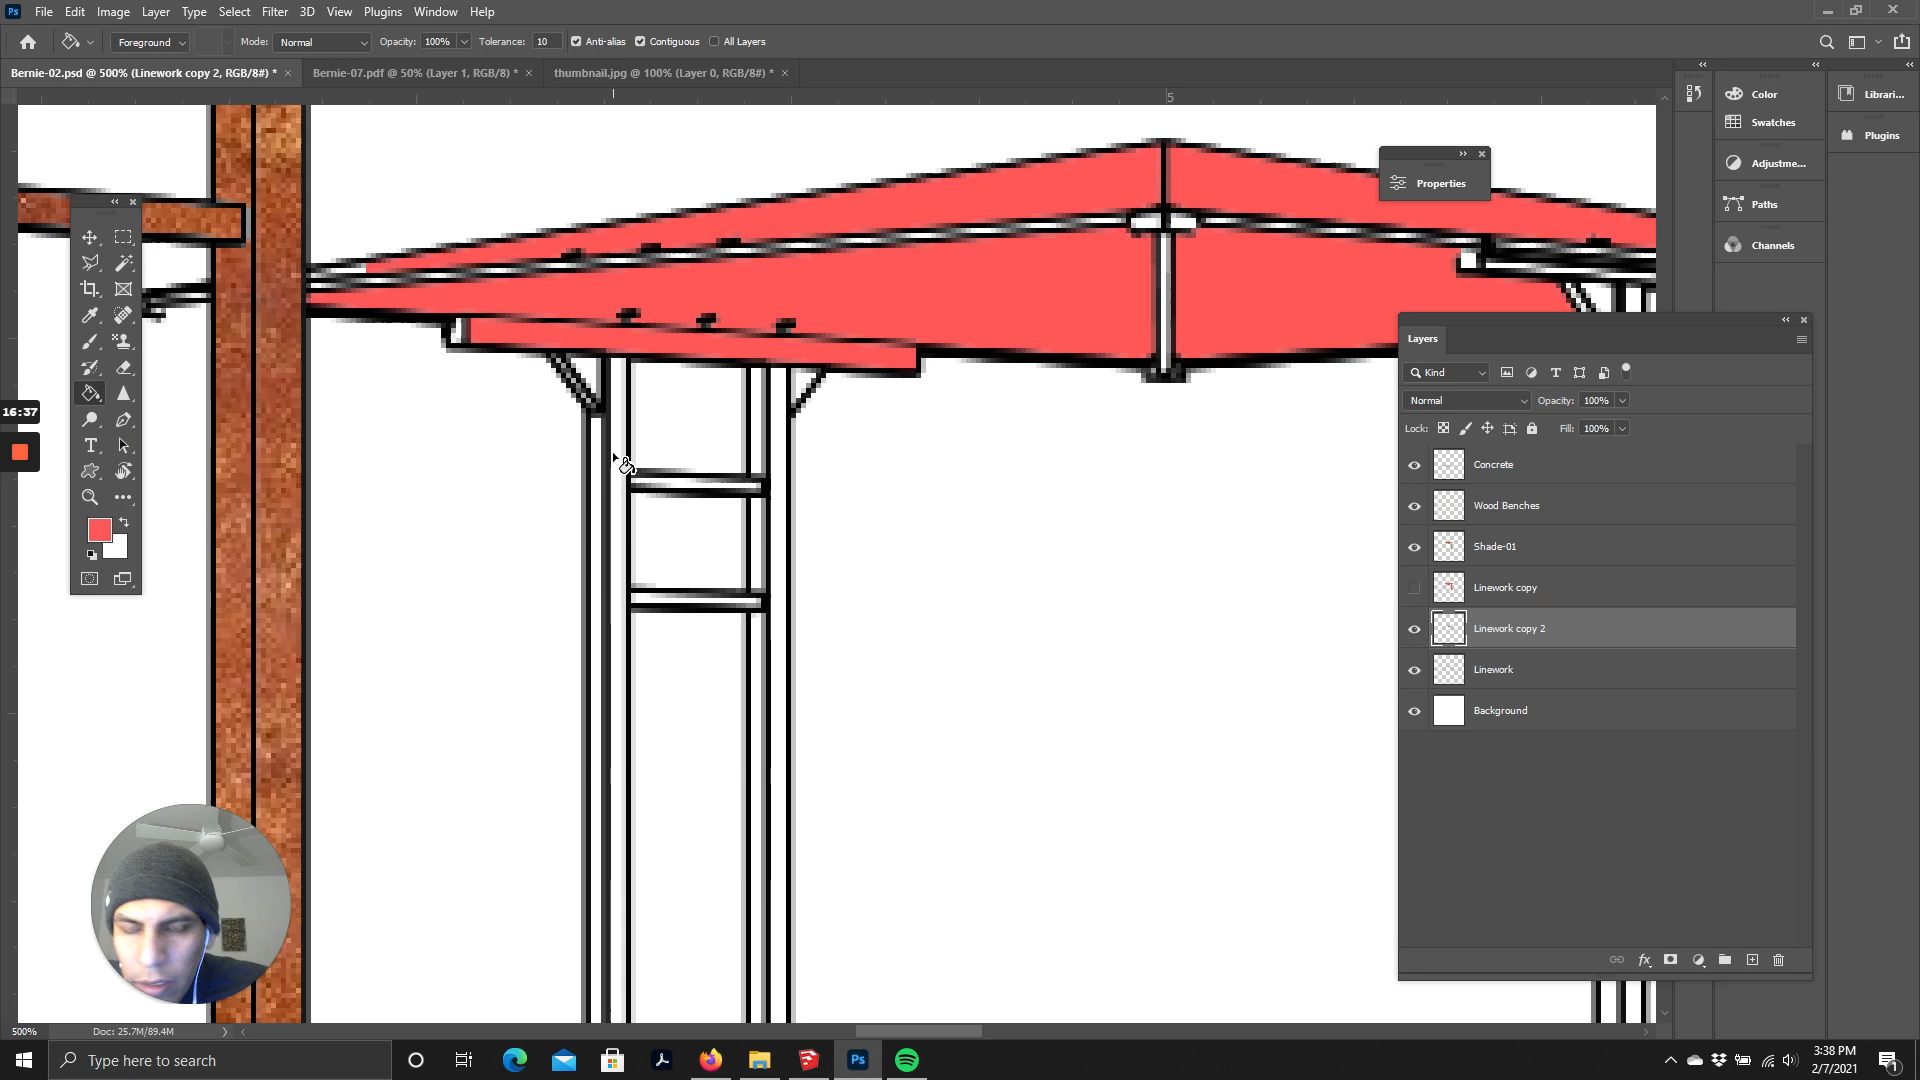 Ps File Edit Image Layer Type Select Filter 3D View Plugins Window Help
Foreground Mode: Normal Opacity: 100% Tolerance: 10 Anti-alias Contiguous All Layers
Bernie-02.psd @ 500% (Linework copy 2, RGB/8#) * × Bernie-07.pdf @ 50% (Layer 1, RGB/8) * × thumbnail.jpg @ 100% (Layer 0, RGB/8#) * ×
5
Color
Swatches
Adjustme...
Paths
Channels
Librari...
Plugins
Properties
Layers
Kind
Normal Opacity: 100%
Lock: Fill: 100%
Concrete
Wood Benches
Shade-01
Linework copy
Linework copy 2
Linework
Background
fx
16:37
500% Doc: 25.7M/89.4M
Type here to search
Ps
3:38 PM
2/7/2021
1